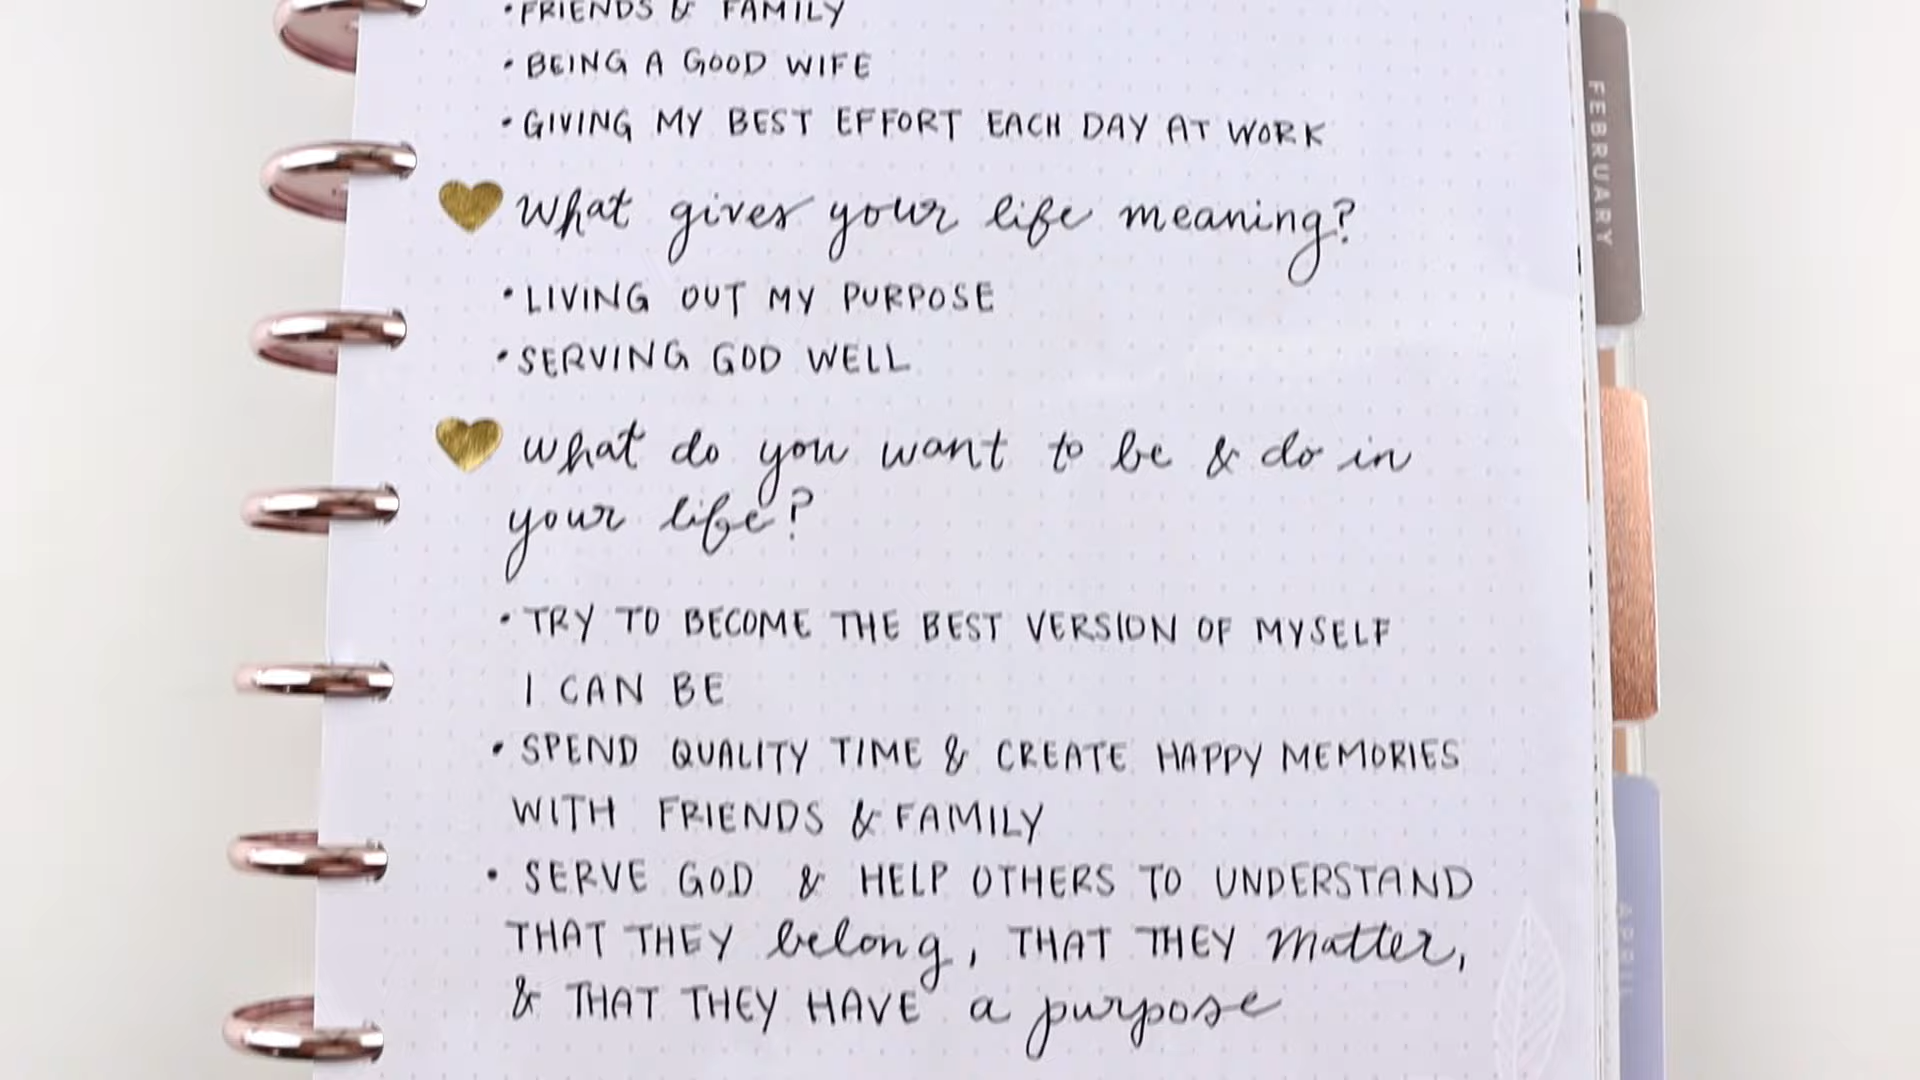 • FRIENDS & FAMILY
• BEING A GOOD WIFE
• GIVING MY BEST EFFORT EACH DAY AT WORK
What gives your life meaning?
• LIVING OUT MY PURPOSE
• SERVING GOD WELL
What do you want to be & do in
your life?
• TRY TO BECOME THE BEST VERSION OF MYSELF
I CAN BE
• SPEND QUALITY TIME & CREATE HAPPY MEMORIES
WITH FRIENDS & FAMILY
• SERVE GOD & HELP OTHERS TO UNDERSTAND
THAT THEY belong, THAT THEY matter,
& THAT THEY HAVE a purpose
FEBRUARY
APRIL